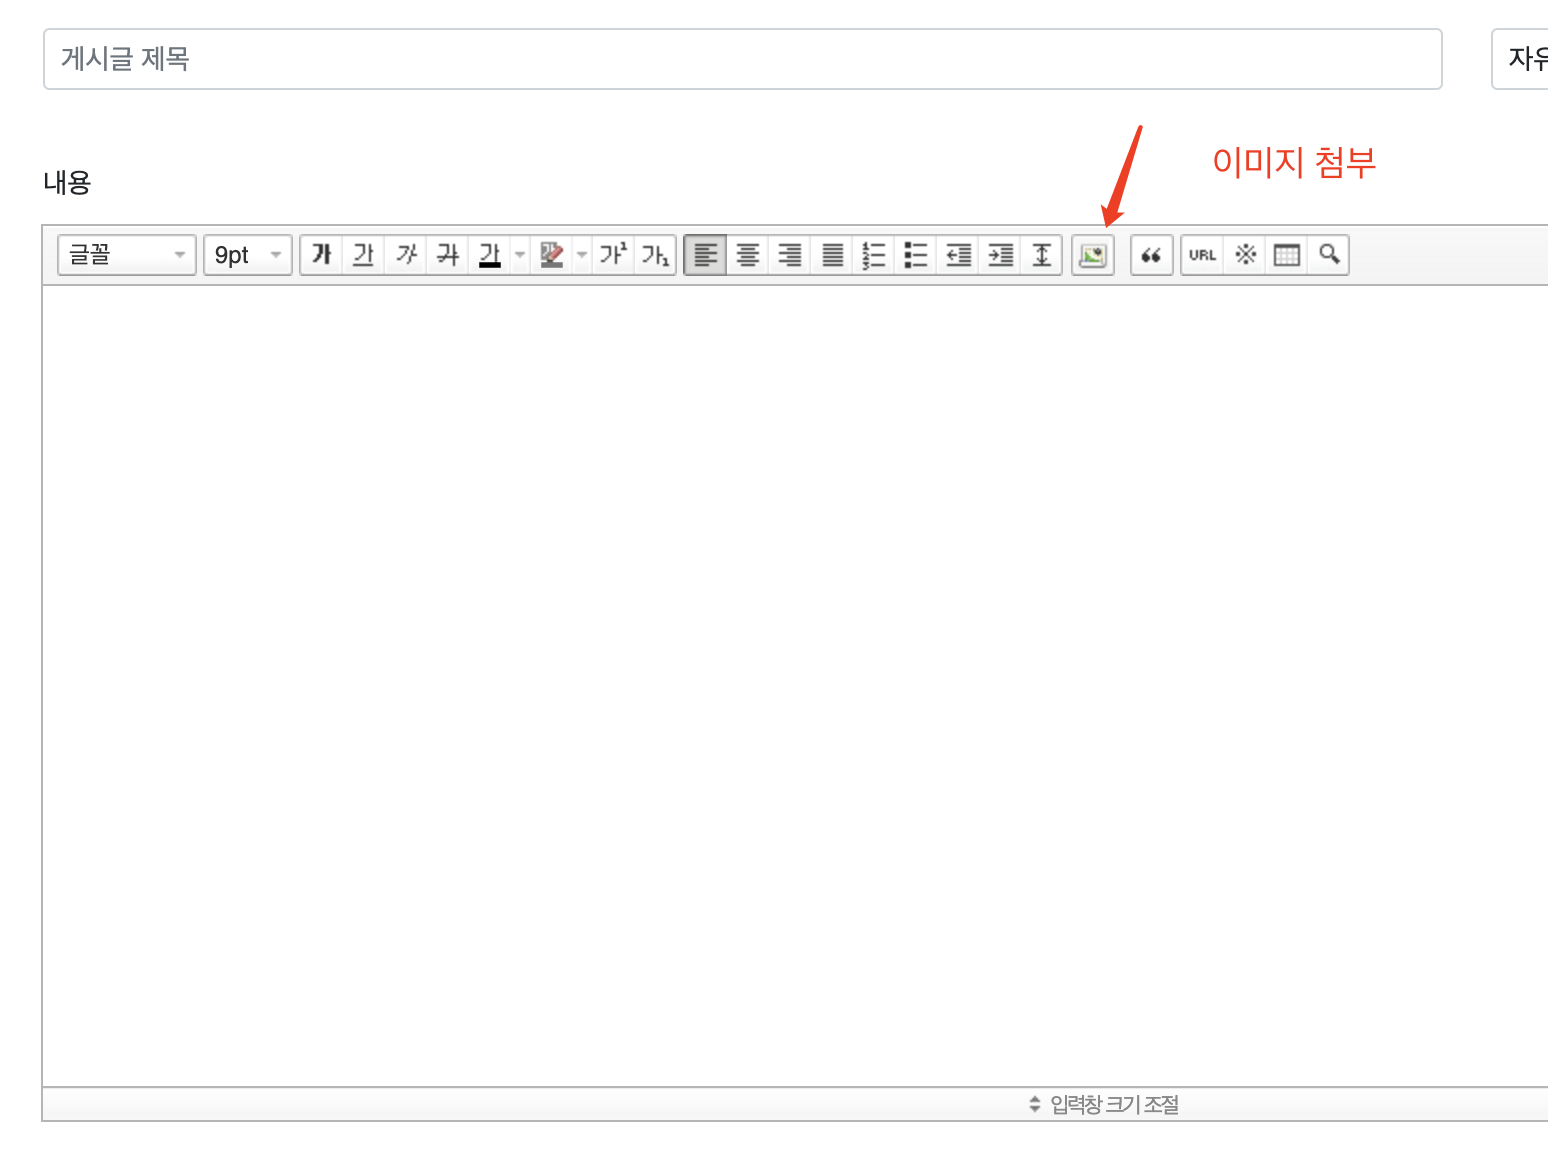 게시글 제목
자유
이미지 첨부
내용
글꼴 9pt 가 가 가 가 가 가 가1 가1 URL ※
입력창 크기 조절